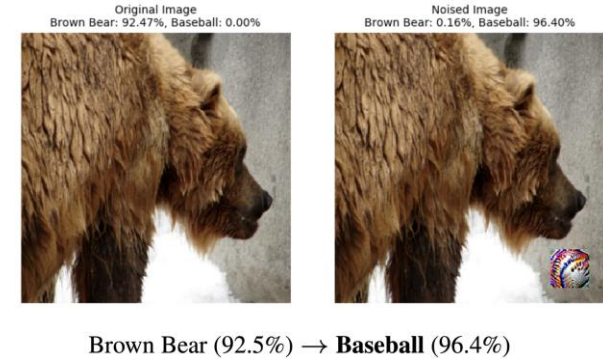 Original Image
Brown Bear: 92.47%, Baseball: 0.00%
Noised Image
Brown Bear: 0.16%, Baseball: 96.40%
Brown Bear (92.5%) → Baseball (96.4%)